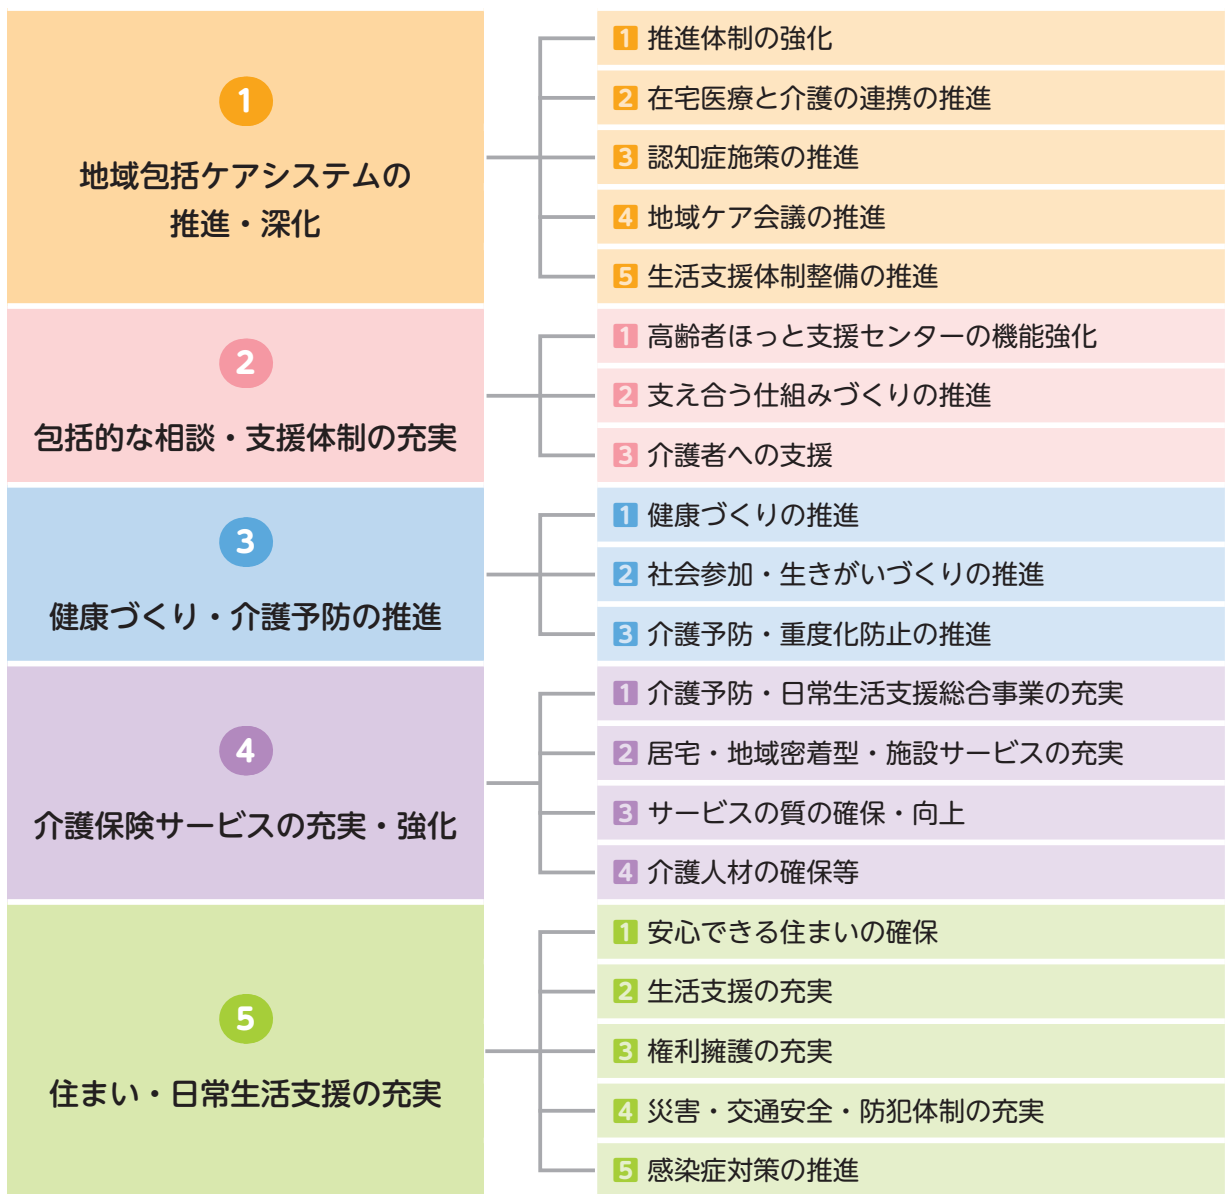 1
地域包括ケアシステムの
推進・深化
1 推進体制の強化
2 在宅医療と介護の連携の推進
3 認知症施策の推進
4 地域ケア会議の推進
5 生活支援体制整備の推進
2
包括的な相談・支援体制の充実
1 高齢者ほっと支援センターの機能強化
2 支え合う仕組みづくりの推進
3 介護者への支援
3
健康づくり・介護予防の推進
1 健康づくりの推進
2 社会参加・生きがいづくりの推進
3 介護予防・重度化防止の推進
4
介護保険サービスの充実・強化
1 介護予防・日常生活支援総合事業の充実
2 居宅・地域密着型・施設サービスの充実
3 サービスの質の確保・向上
4 介護人材の確保等
5
住まい・日常生活支援の充実
1 安心できる住まいの確保
2 生活支援の充実
3 権利擁護の充実
4 災害・交通安全・防犯体制の充実
5 感染症対策の推進